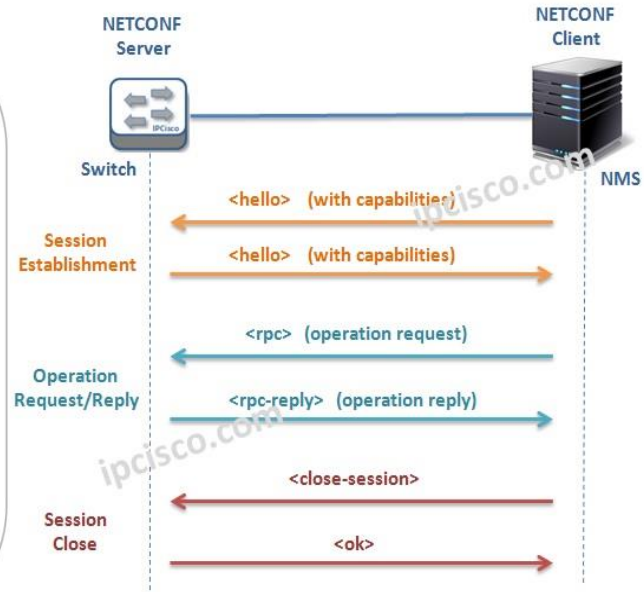 NETCONF
Server
NETCONF
Client
IPCisco
Switch
NMS
ipcisco.com
<hello> (with capabilities)
Session
Establishment
<hello> (with capabilities)
<rpc> (operation request)
Operation
Request/Reply
<rpc-reply> (operation reply)
ipcisco.com
<close-session>
Session
Close
<ok>